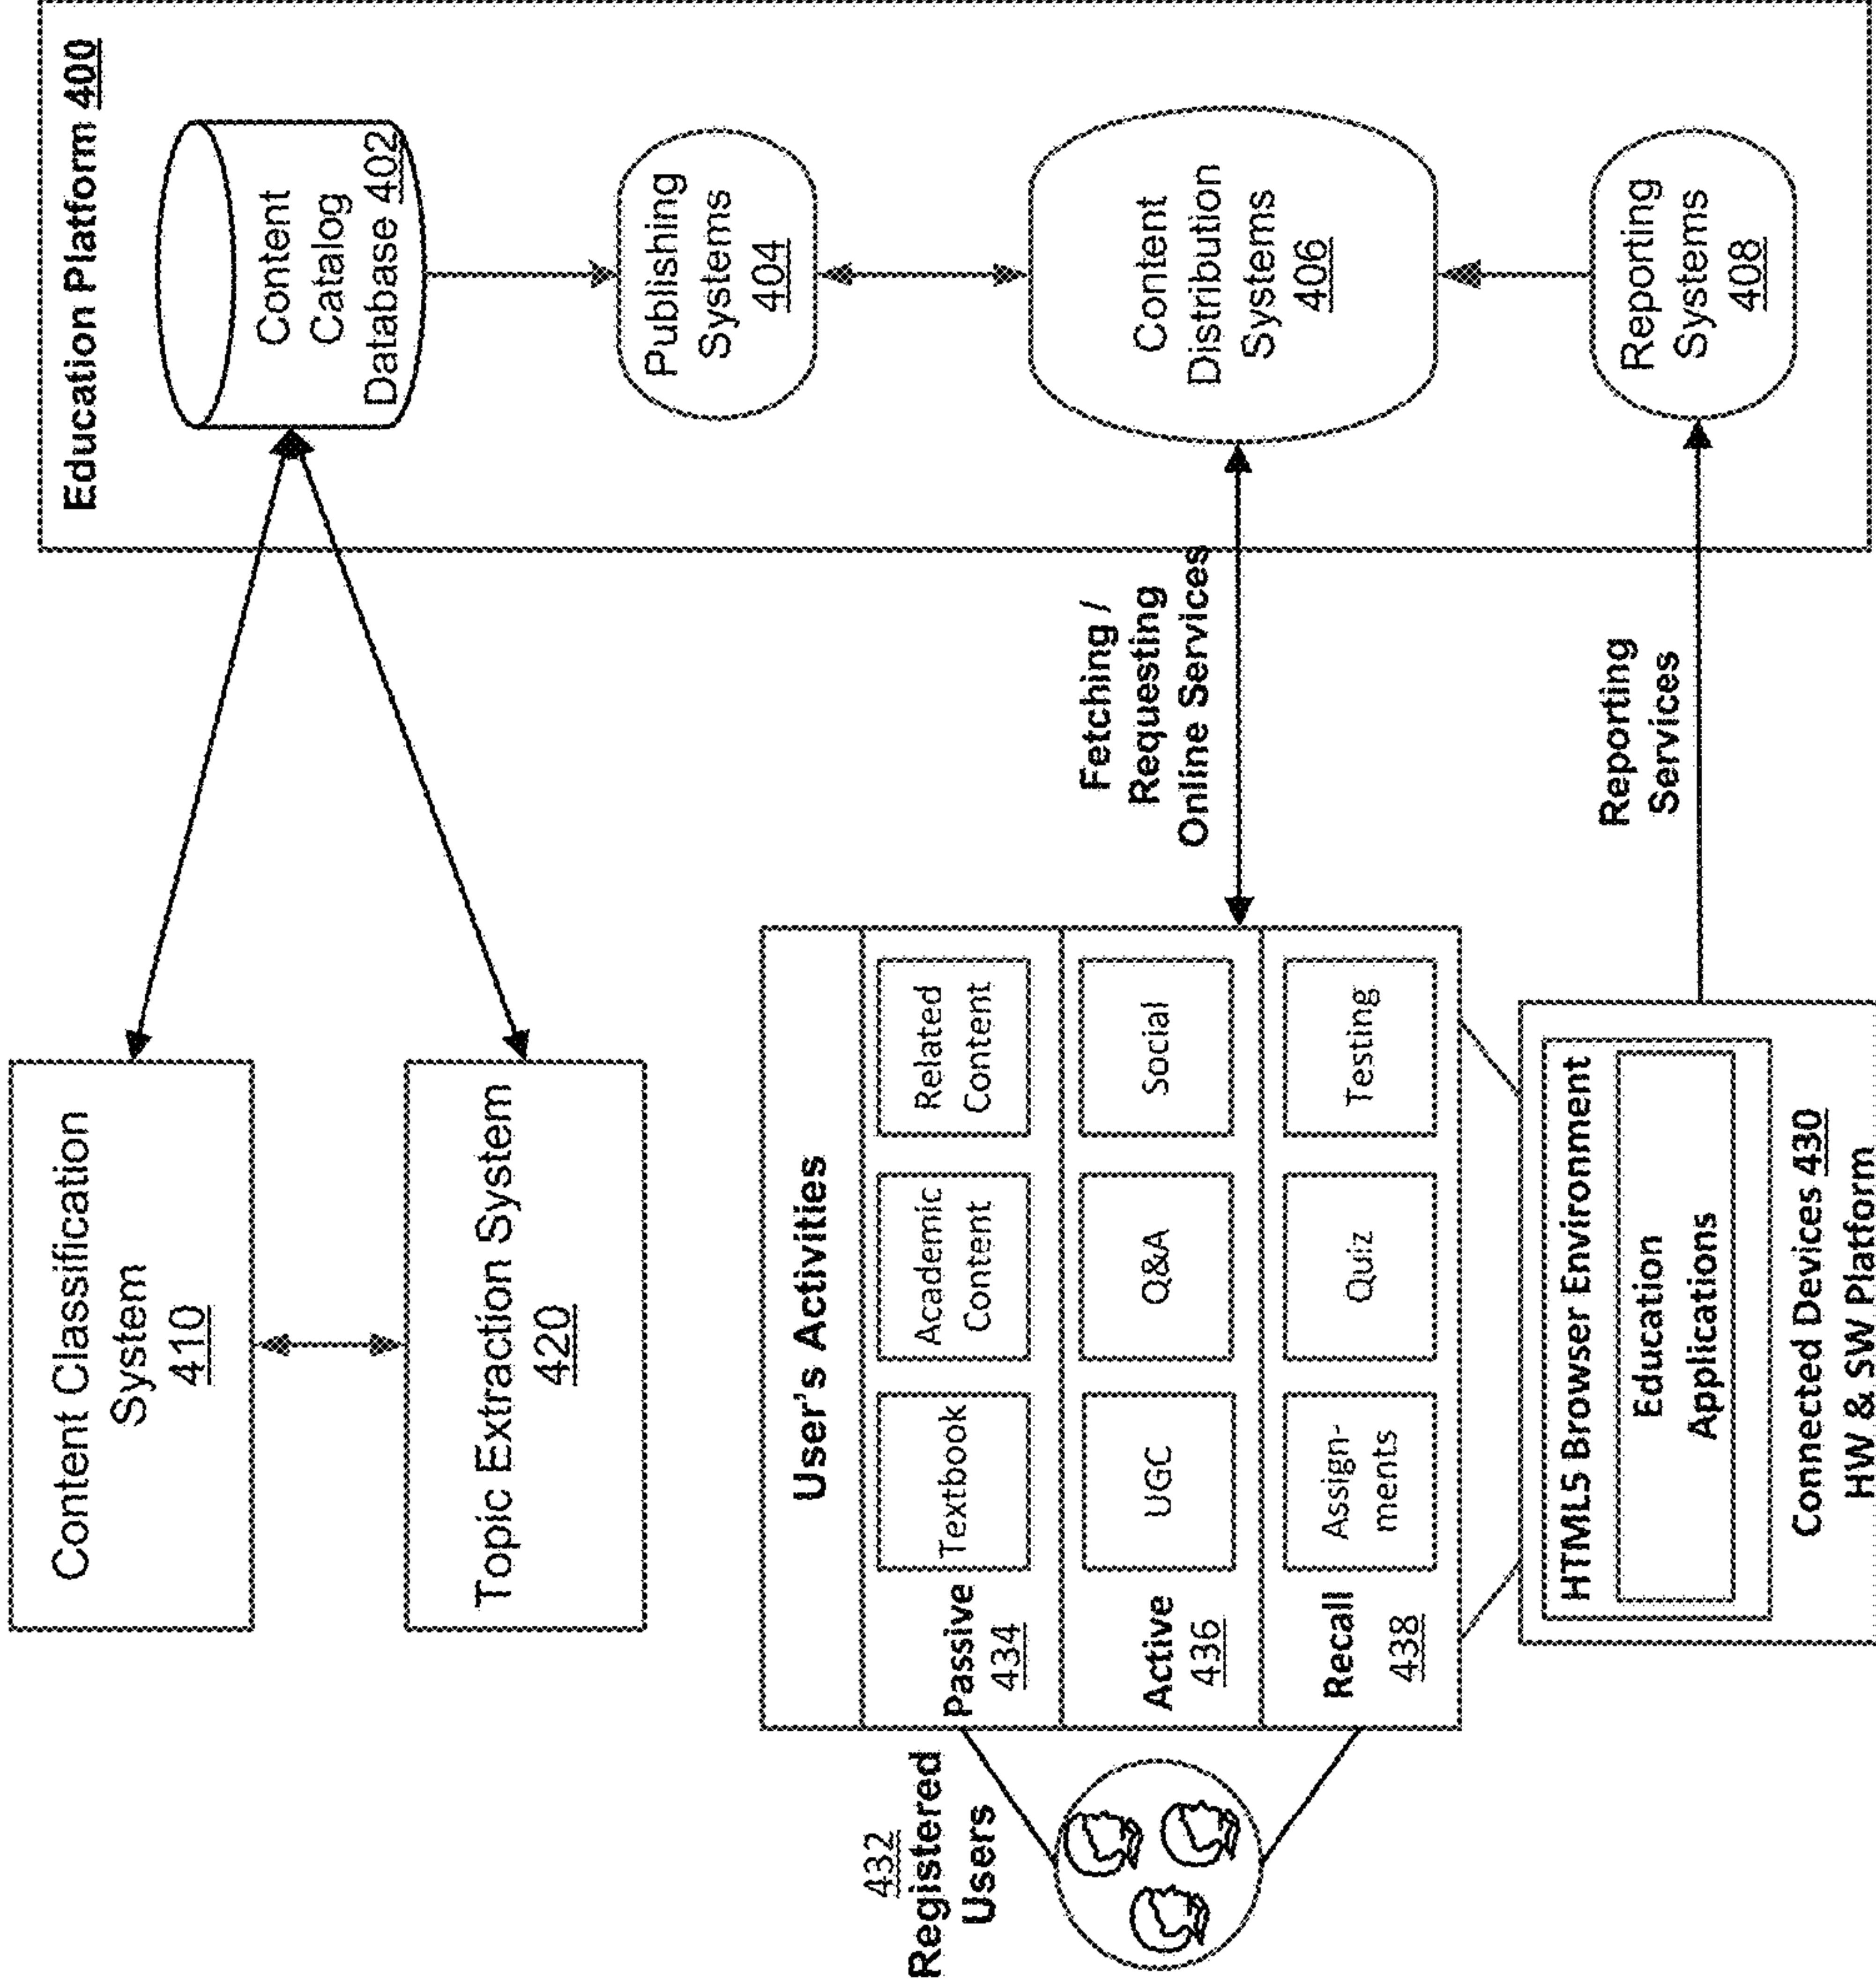 Content Classification
System
410
Topic Extraction System
420
Education Platform 400
Content
Catalog
Database 402
Publishing
Systems
404
Content
Distribution
Systems
406
Reporting
Systems
408
Fetching /
Requesting
Online Services
Reporting
Services
432
Registered
Users
User's Activities
Passive
434
Textbook
Academic
Content
Related
Content
Active
436
UGC
Q&A
Social
Recall
438
Assign-
ments
Quiz
Testing
HTML5 Browser Environment
Education
Applications
Connected Devices 430
HW & SW Platform